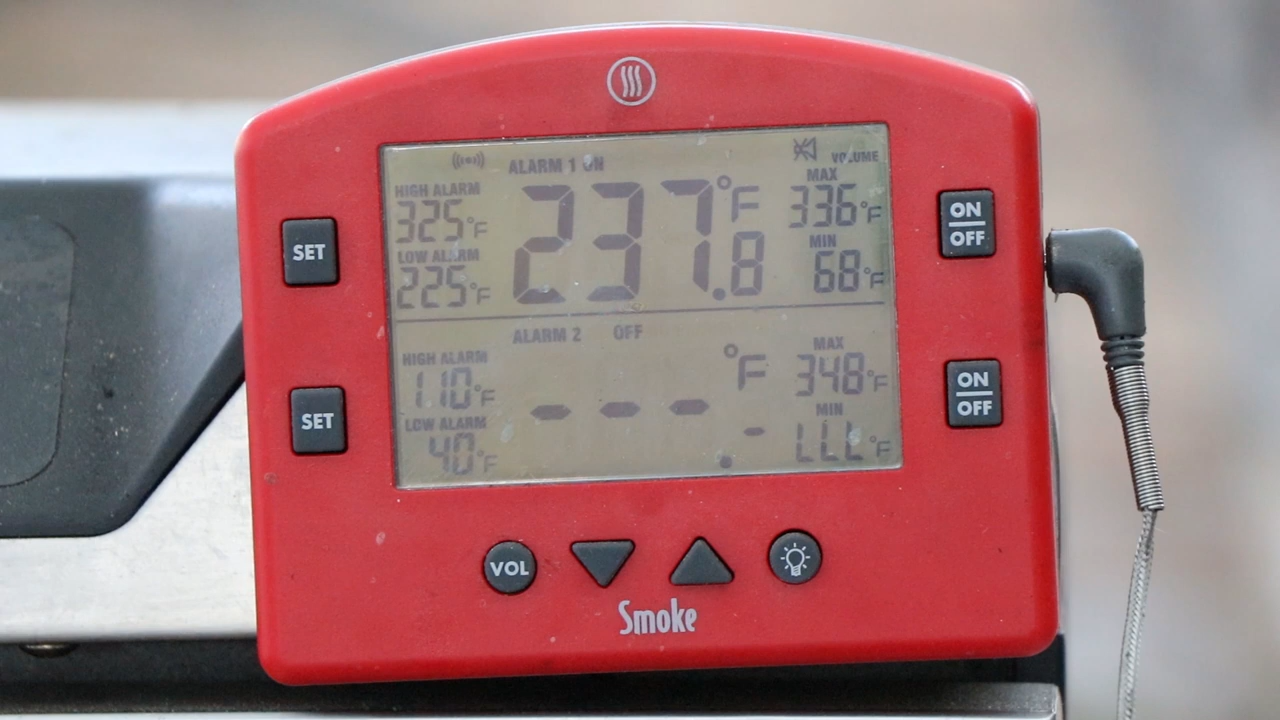 ALARM 1 ON
VOLUME
HIGH ALARM
325°F
LOW ALARM
225°F
237.8°F
MAX
336°F
MIN
68°F
ALARM 2 OFF
HIGH ALARM
110°F
LOW ALARM
40°F
---.-°F
MAX
348°F
MIN
LLL°F
SET
SET
ON
OFF
ON
OFF
VOL
Smoke